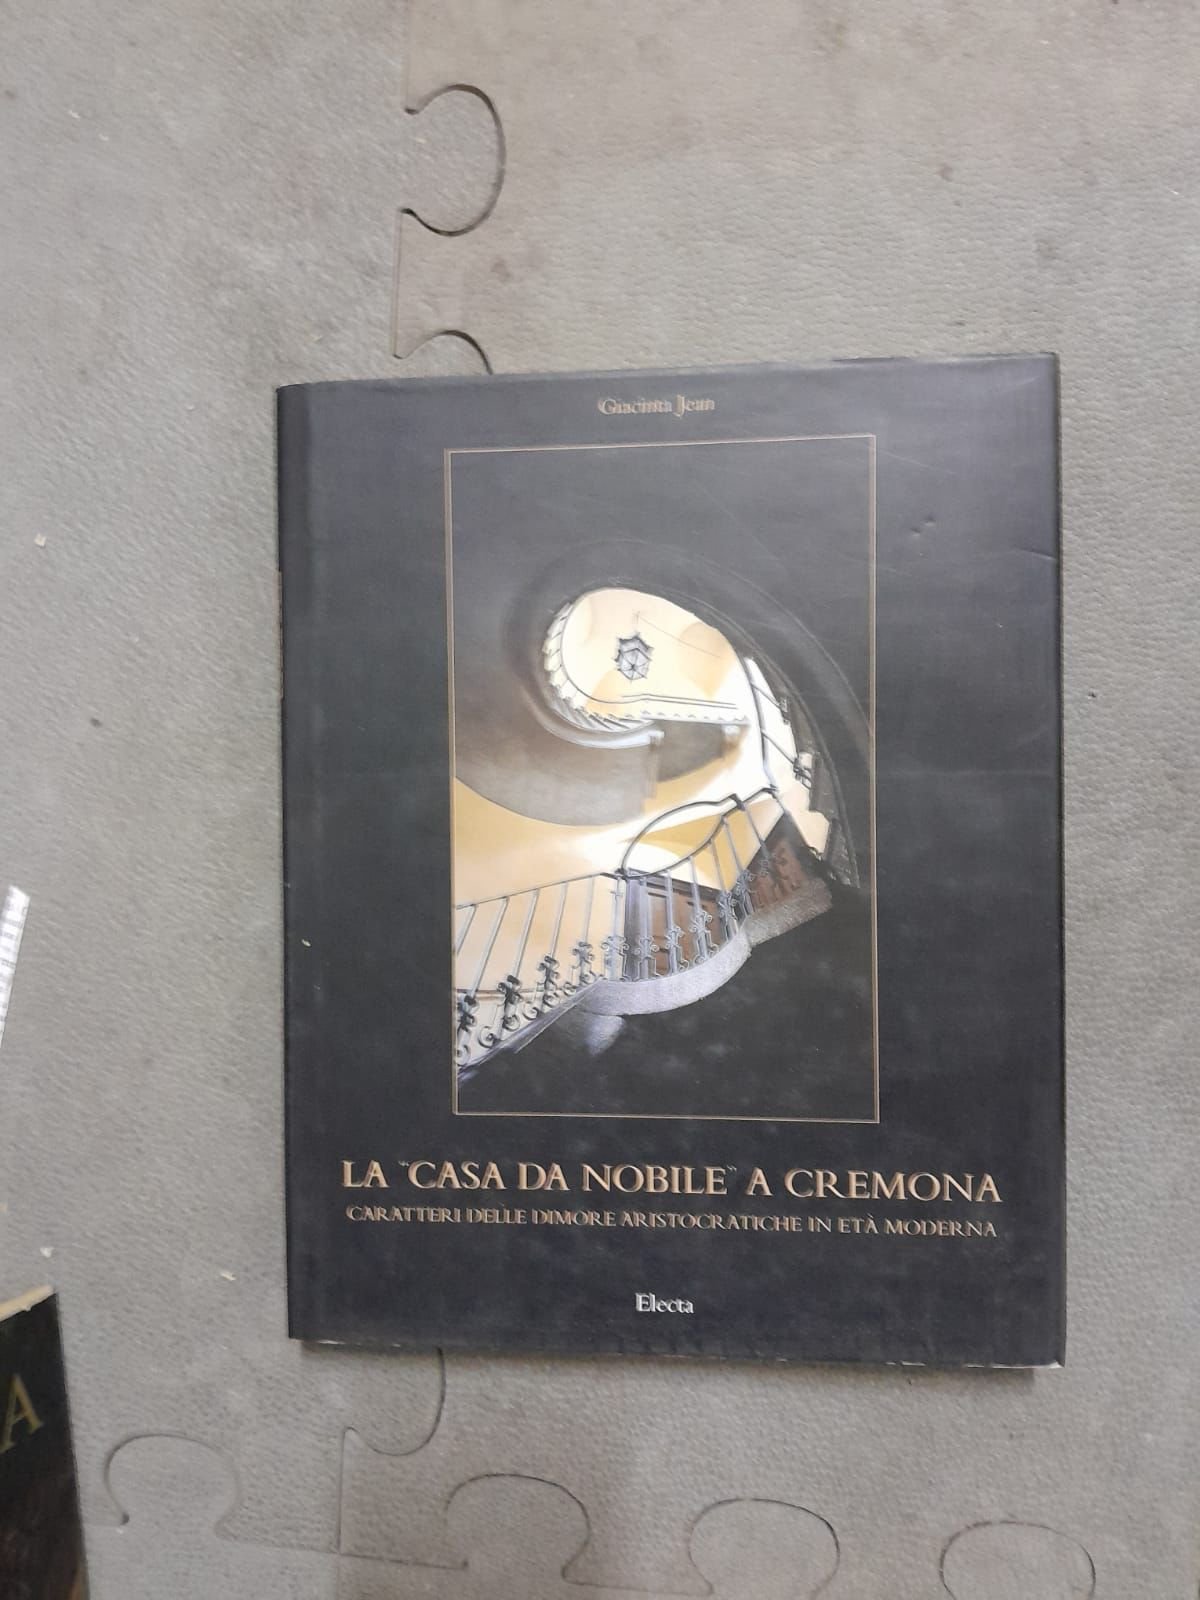 Giacinta Jean
LA "CASA DA NOBILE" A CREMONA
CARATTERI DELLE DIMORE ARISTOCRATICHE IN ETÀ MODERNA
Electa
A